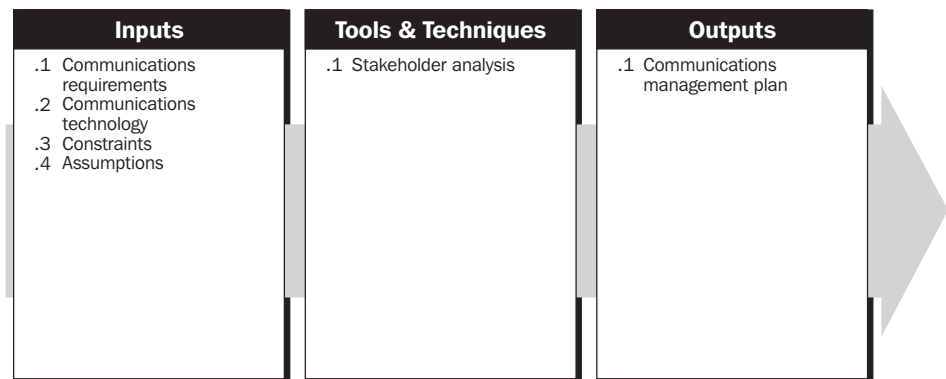 Inputs
.1 Communications
requirements
.2 Communications
technology
.3 Constraints
.4 Assumptions
Tools & Techniques
.1 Stakeholder analysis
Outputs
.1 Communications
management plan